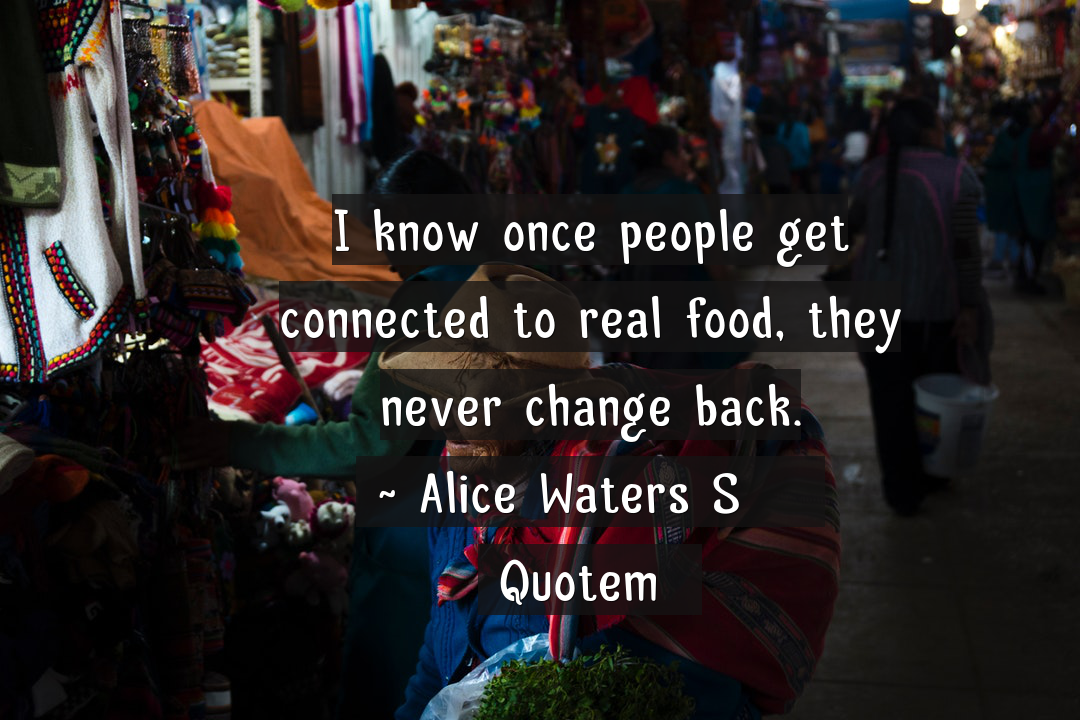 I know once people get
connected to real food, they
never change back.
~ Alice Waters S
Quotem